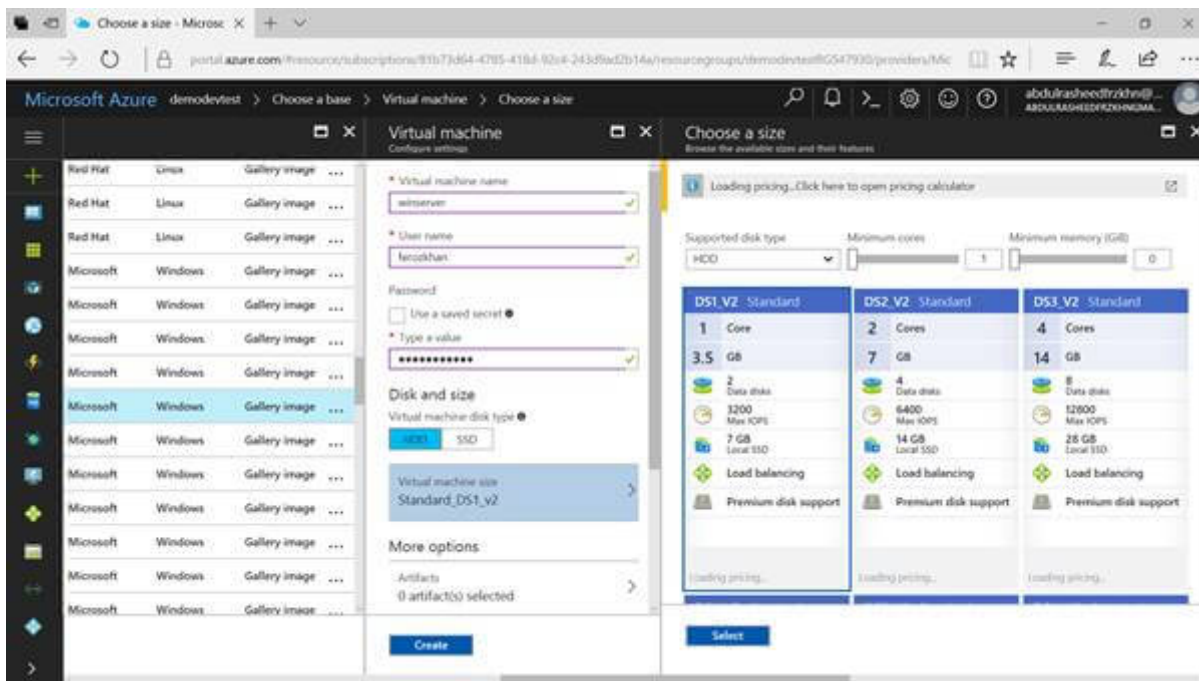 Choose a size - Microsc
portal.azure.com
Microsoft Azure demodevtest > Choose a base > Virtual machine > Choose a size
Virtual machine
Configure settings
Choose a size
Browse the available sizes and their features
Red Hat Linux Gallery image ...
Red Hat Linux Gallery image ...
Red Hat Linux Gallery image ...
Microsoft Windows Gallery image ...
Microsoft Windows Gallery image ...
Microsoft Windows Gallery image ...
Microsoft Windows Gallery image ...
Microsoft Windows Gallery image ...
Microsoft Windows Gallery image ...
Microsoft Windows Gallery image ...
Microsoft Windows Gallery image ...
Microsoft Windows Gallery image ...
Microsoft Windows Gallery image ...
Microsoft Windows Gallery image ...
* Virtual machine name
winserver
* User name
ferozkhan
Password
Use a saved secret
* Type a value
Disk and size
Virtual machine disk type
HDD SSD
Virtual machine size
Standard_DS1_v2
More options
Artifacts
0 artifact(s) selected
Create
Loading pricing...Click here to open pricing calculator
Supported disk type Minimum cores Minimum memory (GiB)
HDD 1 0
DS1_V2 Standard
1 Core
3.5 GB
2
Data disks
3200
Max IOPS
7 GB
Local SSD
Load balancing
Premium disk support
Loading pricing...
DS2_V2 Standard
2 Cores
7 GB
4
Data disks
6400
Max IOPS
14 GB
Local SSD
Load balancing
Premium disk support
Loading pricing...
DS3_V2 Standard
4 Cores
14 GB
8
Data disks
12800
Max IOPS
28 GB
Local SSD
Load balancing
Premium disk support
Loading pricing...
Select